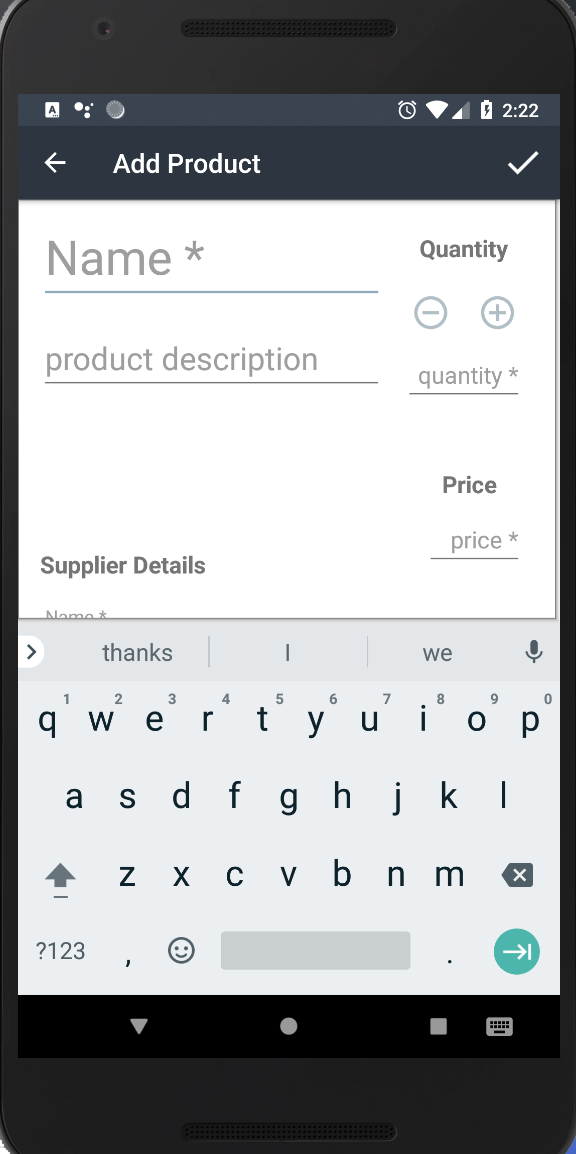 A
2:22
Add Product
Name *
Quantity
product description
quantity *
Price
price *
Supplier Details
Name *
thanks I we
1 2 3 4 5 6 7 8 9 0
q w e r t y u i o p
a s d f g h j k l
z x c v b n m
?123 , .